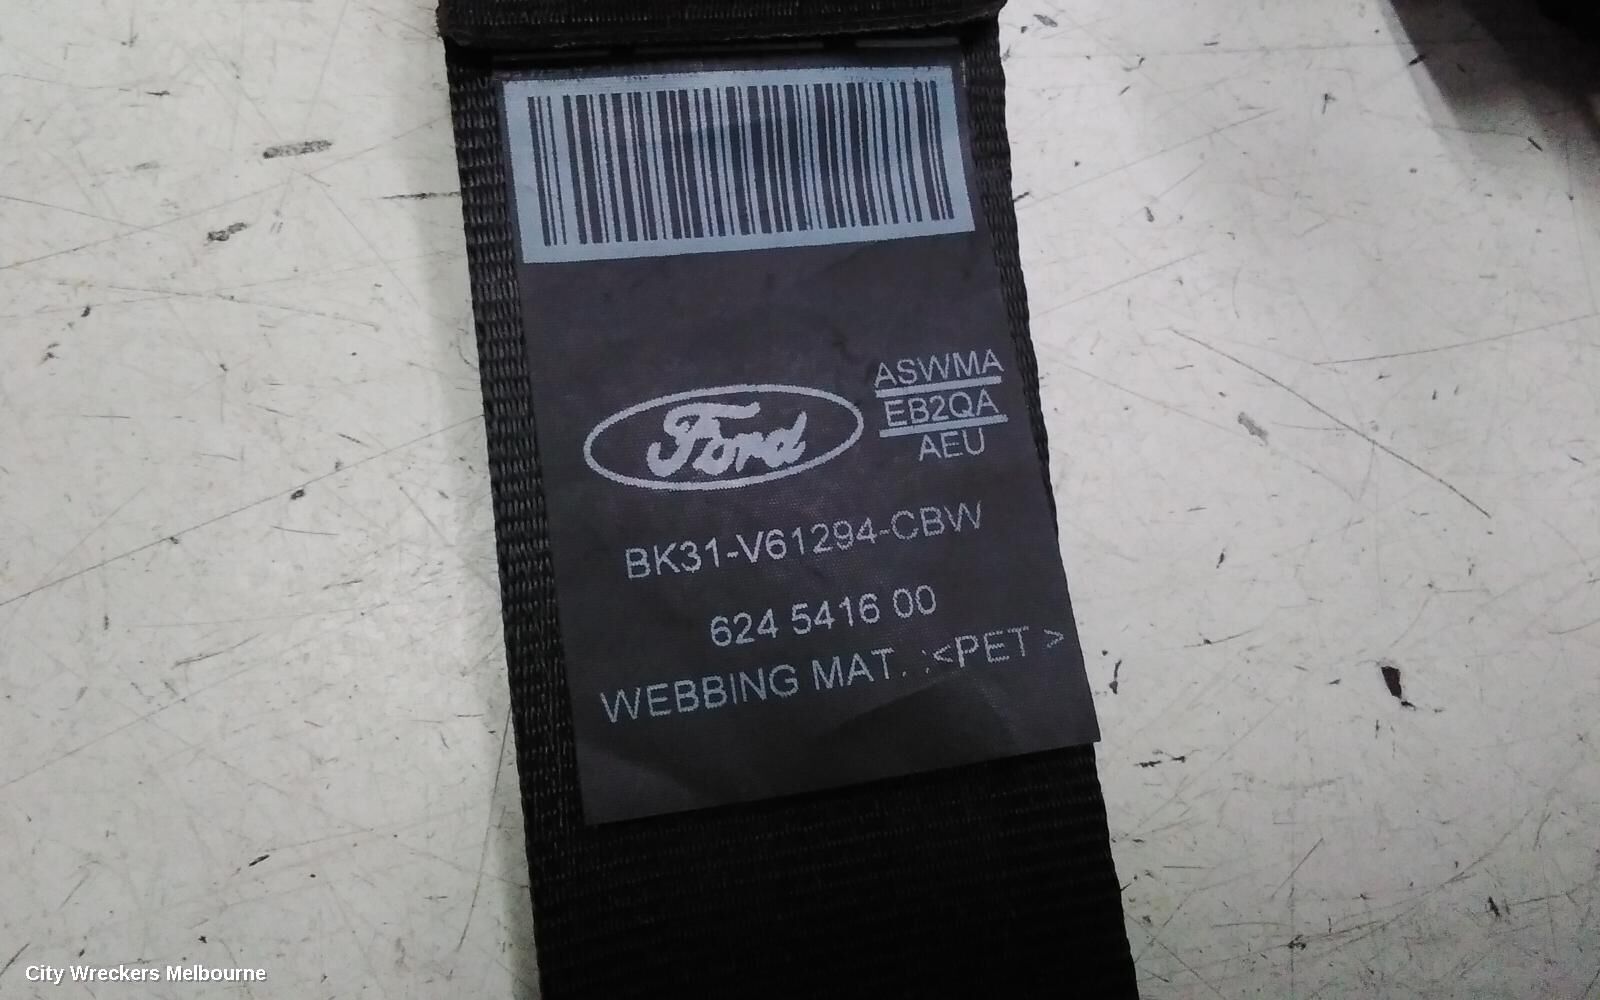 Ford
ASWMA
EB2QA
AEU
BK31-V61294-CBW
624 5416 00
WEBBING MAT. :<PET >
City Wreckers Melbourne